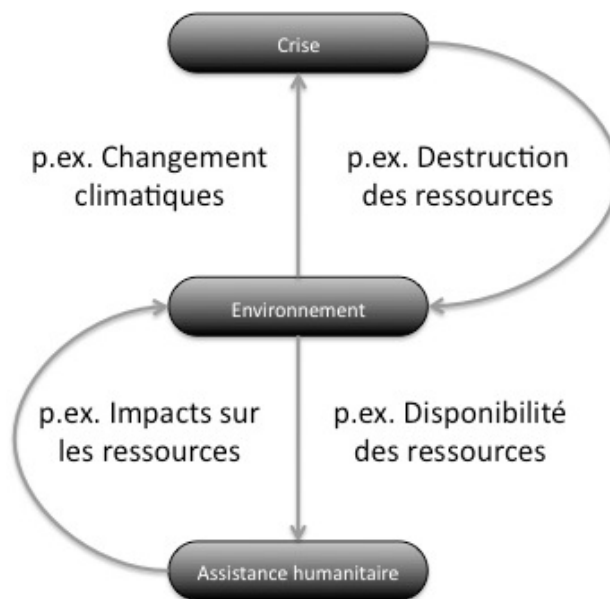 Crise
p.ex. Changement
climatiques
p.ex. Destruction
des ressources
Environnement
p.ex. Impacts sur
les ressources
p.ex. Disponibilité
des ressources
Assistance humanitaire